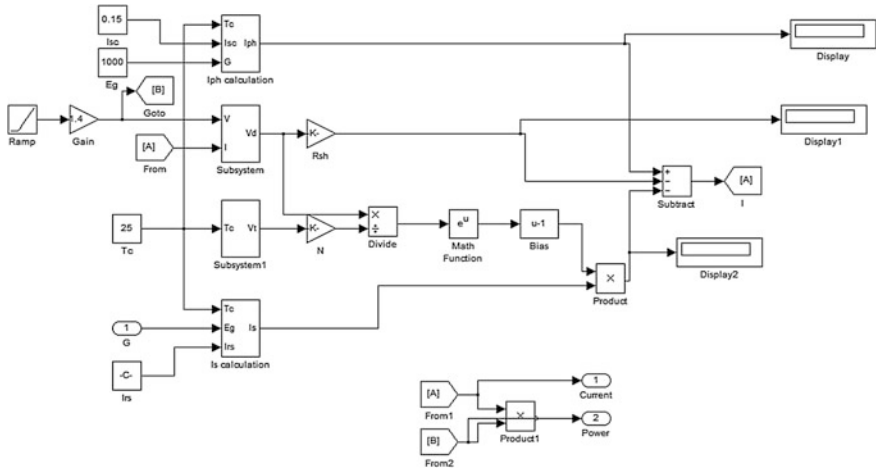 0.15
Isc
1000
Eg
Tc
Isc
G
Iph
Iph calculation
Display
[B]
Goto
Ramp
1.4
Gain
[A]
From
V
I
Vd
Subsystem
K-
Rsh
Display1
+
−
−
Subtract
[A]
I
25
Tc
Tc
Vt
Subsystem1
K-
N
×
÷
Divide
eu
Math
Function
u-1
Bias
×
Product
Display2
1
G
-C-
Irs
Tc
Eg
Irs
Is
Is calculation
[A]
From1
[B]
From2
×
Product1
1
Current
2
Power